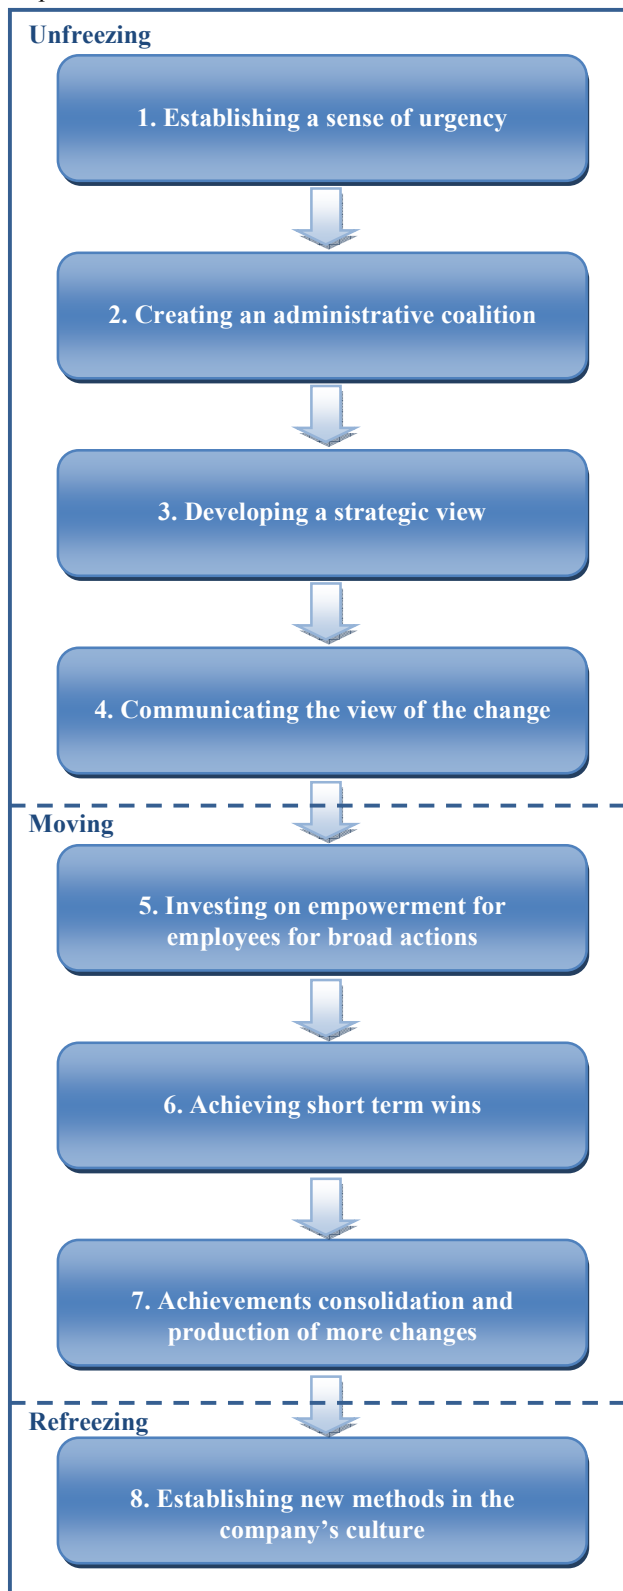 Unfreezing
1. Establishing a sense of urgency
2. Creating an administrative coalition
3. Developing a strategic view
4. Communicating the view of the change
Moving
5. Investing on empowerment for
employees for broad actions
6. Achieving short term wins
7. Achievements consolidation and
production of more changes
Refreezing
8. Establishing new methods in the
company's culture